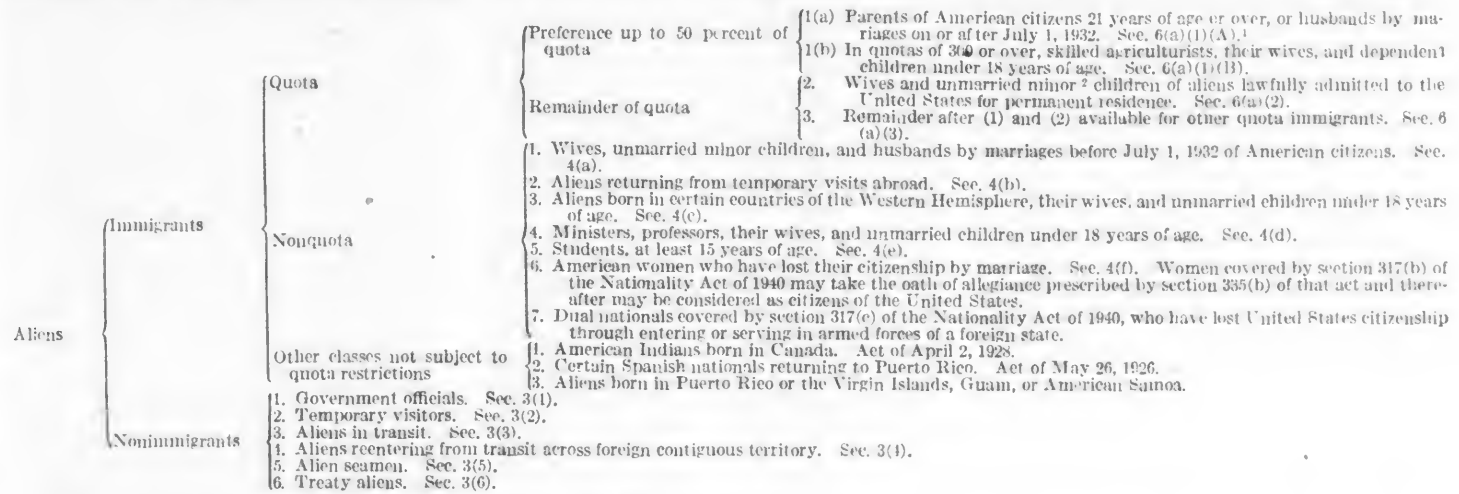 Preference up to 50 percent of
quota
1(a) Parents of American citizens 21 years of age or over, or husbands by ma-
riages on or after July 1, 1932. Sec. 6(a)(1)(A).¹
1(b) In quotas of 300 or over, skilled agriculturists, their wives, and dependent
children under 18 years of age. Sec. 6(a)(1)(B).
Quota
Remainder of quota
2. Wives and unmarried minor ² children of aliens lawfully admitted to the
United States for permanent residence. Sec. 6(a)(2).
3. Remainder after (1) and (2) available for other quota immigrants. Sec. 6
(a)(3).
1. Wives, unmarried minor children, and husbands by marriages before July 1, 1932 of American citizens. Sec.
4(a).
2. Aliens returning from temporary visits abroad. Sec. 4(b).
3. Aliens born in certain countries of the Western Hemisphere, their wives, and unmarried children under 18 years
of age. Sec. 4(c).
Immigrants
Nonquota
4. Ministers, professors, their wives, and unmarried children under 18 years of age. Sec. 4(d).
5. Students, at least 15 years of age. Sec. 4(e).
6. American women who have lost their citizenship by marriage. Sec. 4(f). Women covered by section 317(b) of
the Nationality Act of 1940 may take the oath of allegiance prescribed by section 335(b) of that act and there-
after may be considered as citizens of the United States.
7. Dual nationals covered by section 317(c) of the Nationality Act of 1940, who have lost United States citizenship
through entering or serving in armed forces of a foreign state.
Aliens
Other classes not subject to
quota restrictions
1. American Indians born in Canada. Act of April 2, 1928.
2. Certain Spanish nationals returning to Puerto Rico. Act of May 26, 1926.
3. Aliens born in Puerto Rico or the Virgin Islands, Guam, or American Samoa.
Nonimmigrants
1. Government officials. Sec. 3(1).
2. Temporary visitors. Sec. 3(2).
3. Aliens in transit. Sec. 3(3).
4. Aliens reentering from transit across foreign contiguous territory. Sec. 3(4).
5. Alien seamen. Sec. 3(5).
6. Treaty aliens. Sec. 3(6).